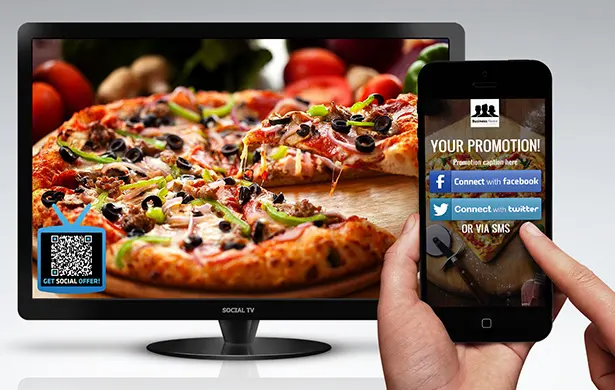 GET SOCIAL OFFER!
SOCIAL TV
Business Name
YOUR PROMOTION!
Promotion caption here
f Connect with facebook
Connect with twitter
OR VIA SMS